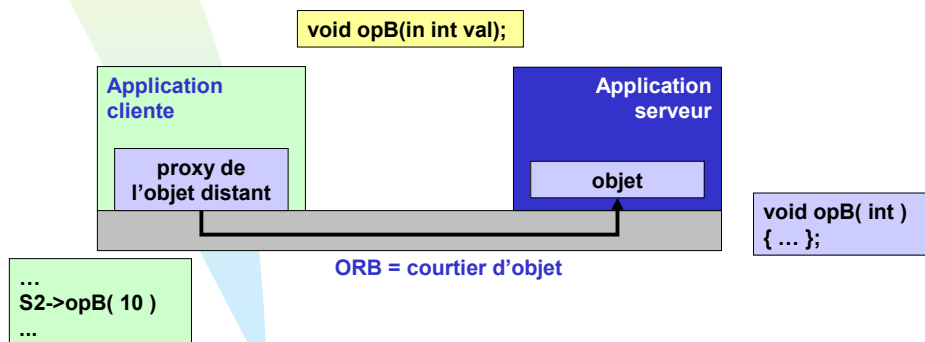 void opB(in int val);
Application
cliente
Application
serveur
proxy de
l'objet distant
objet
void opB( int )
{ … };
ORB = courtier d'objet
…
S2->opB( 10 )
...